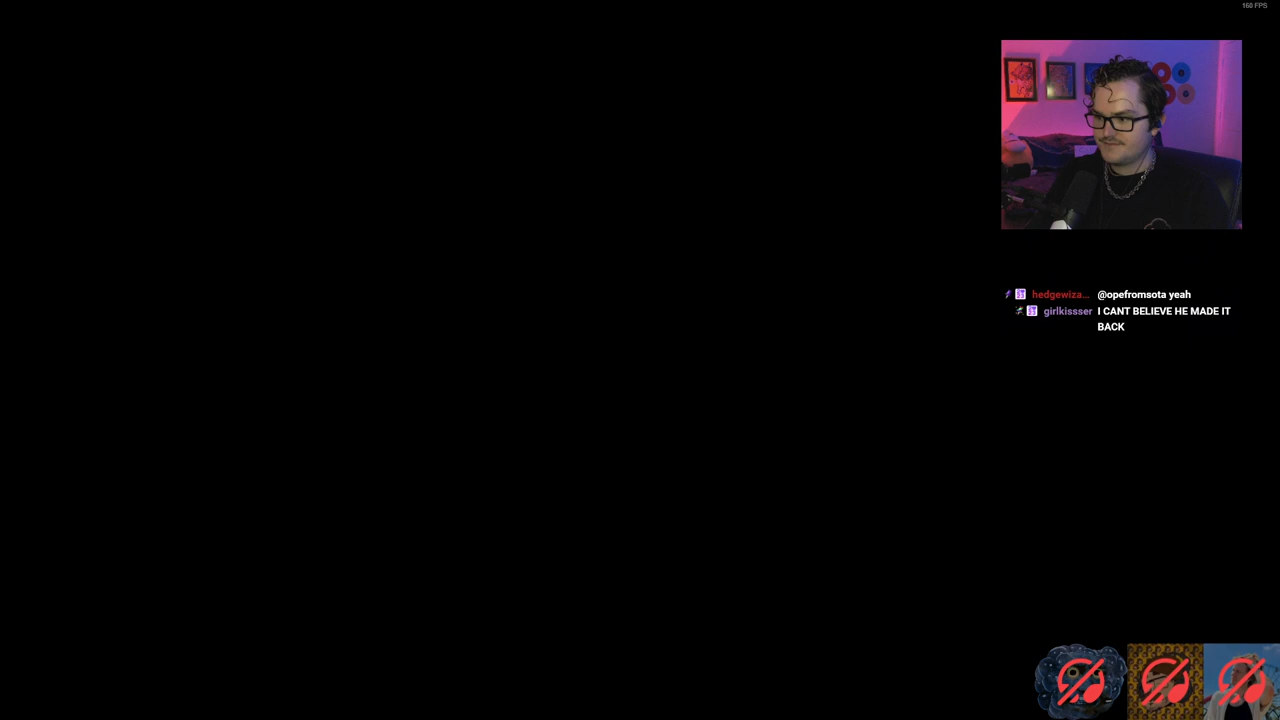 160 FPS
hedgewiza... @opefromsota yeah
girlkissser I CANT BELIEVE HE MADE IT
BACK